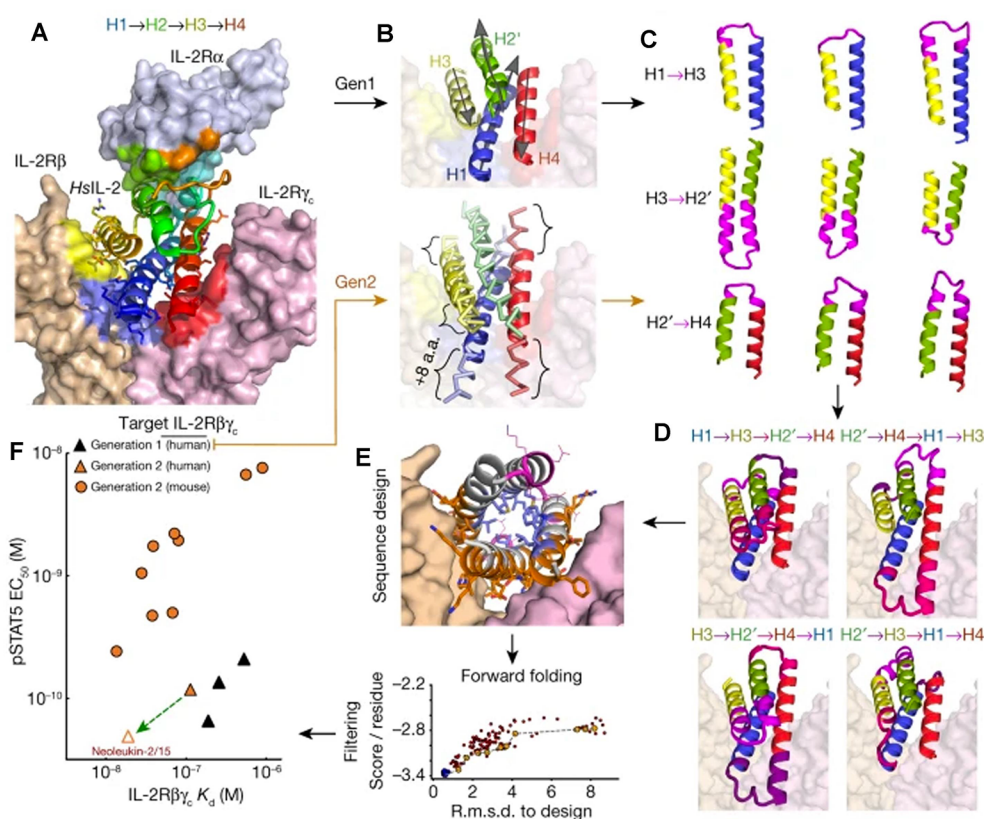 A
H1→H2→H3→H4
IL-2Rα
IL-2Rβ
HsIL-2
IL-2Rγc
Gen1
Gen2
B
H3
H2'
H1
H4
+8 a.a.
C
H1→H3
H3→H2′
H2′→H4
D
H1→H3→H2′→H4
H2′→H4→H1→H3
H3→H2′→H4→H1
H2′→H3→H1→H4
E
Sequence design
Forward folding
Filtering
Score / residue
−2.2
−2.8
−3.4
0
2
4
6
8
R.m.s.d. to design
F
Target IL-2Rβγc
Generation 1 (human)
Generation 2 (human)
Generation 2 (mouse)
pSTAT5 EC50 (M)
10−8
10−9
10−10
Neoleukin-2/15
10−8
10−7
10−6
IL-2Rβγc Kd (M)